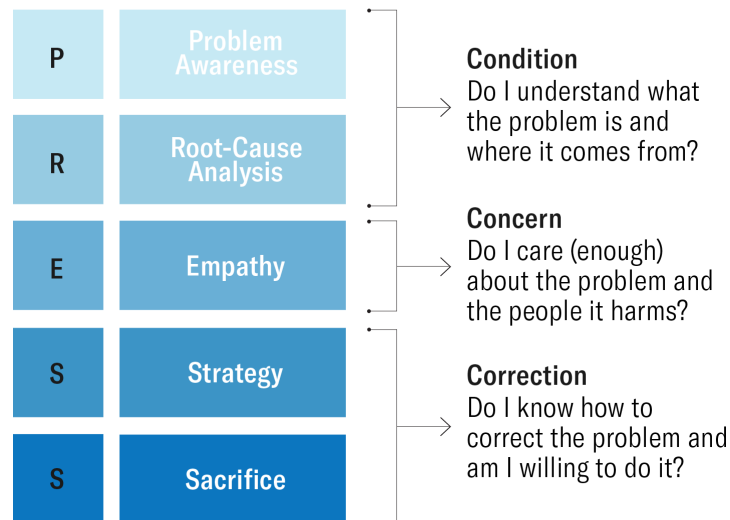 P
Problem
Awareness
R
Root-Cause
Analysis
E
Empathy
S
Strategy
S
Sacrifice
Condition
Do I understand what
the problem is and
where it comes from?
Concern
Do I care (enough)
about the problem and
the people it harms?
Correction
Do I know how to
correct the problem and
am I willing to do it?